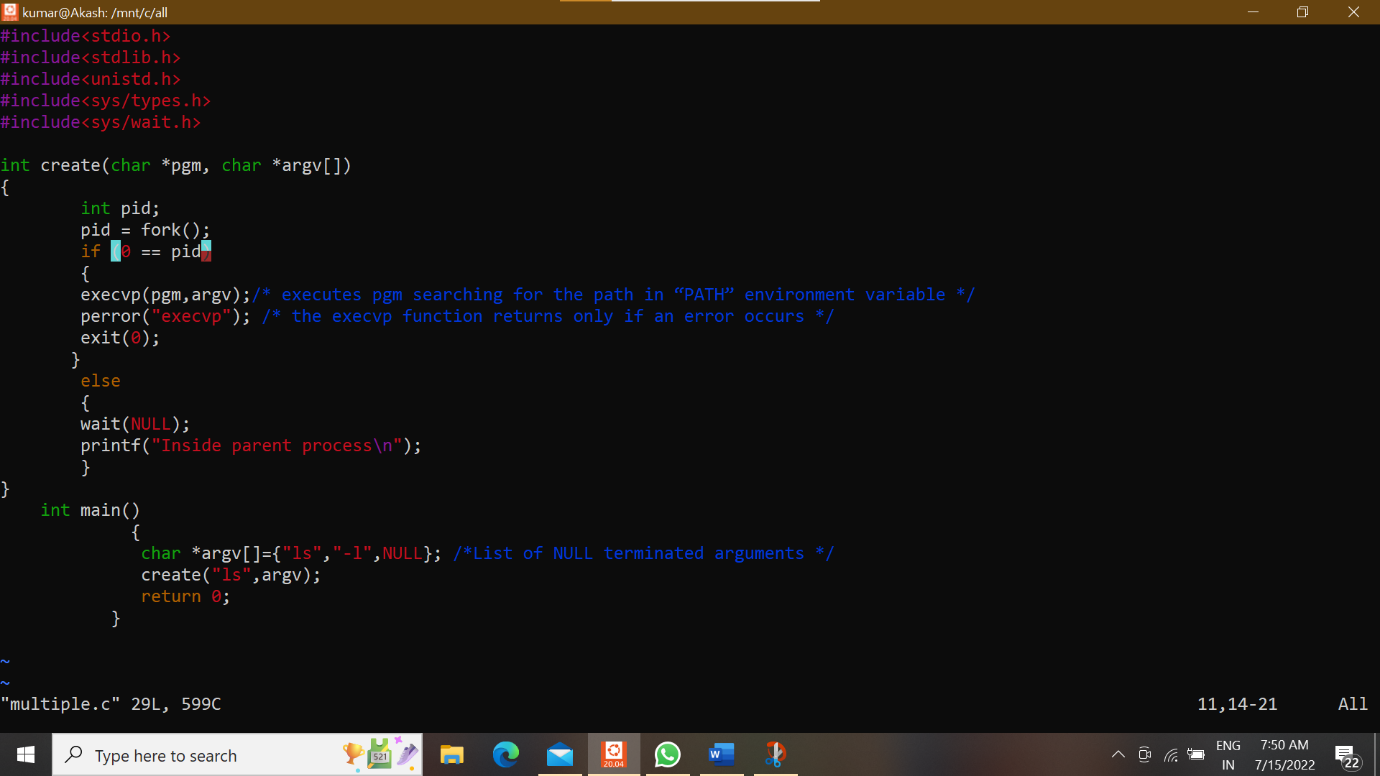 kumar@Akash: /mnt/c/all
#include<stdio.h>
#include<stdlib.h>
#include<unistd.h>
#include<sys/types.h>
#include<sys/wait.h>
int create(char *pgm, char *argv[])
{
int pid;
pid = fork();
if (0 == pid)
{
execvp(pgm,argv);/* executes pgm searching for the path in “PATH” environment variable */
perror("execvp"); /* the execvp function returns only if an error occurs */
exit(0);
}
else
{
wait(NULL);
printf("Inside parent process\n");
}
}
int main()
{
char *argv[]={"ls","-l",NULL}; /*List of NULL terminated arguments */
create("ls",argv);
return 0;
}
~
~
"multiple.c" 29L, 599C 11,14-21 All
Type here to search
521
20.04
ENG
IN
7:50 AM
7/15/2022
22